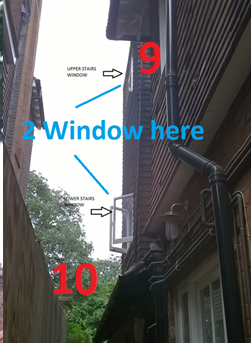 9
UPPER STAIRS
WINDOW
2 Window here
LOWER STAIRS
WINDOW
10